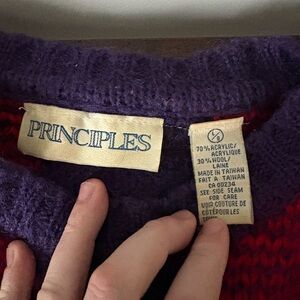 PRINCIPLES
70% ACRYLIC/
ACRYLIQUE
30% WOOL/
LAINE
MADE IN TAIWAN
FAIT A TAIWAN
CA 00234
SEE SIDE SEAM
FOR CARE
VOIR COUTURE DE
CÔTÉ POUR LES